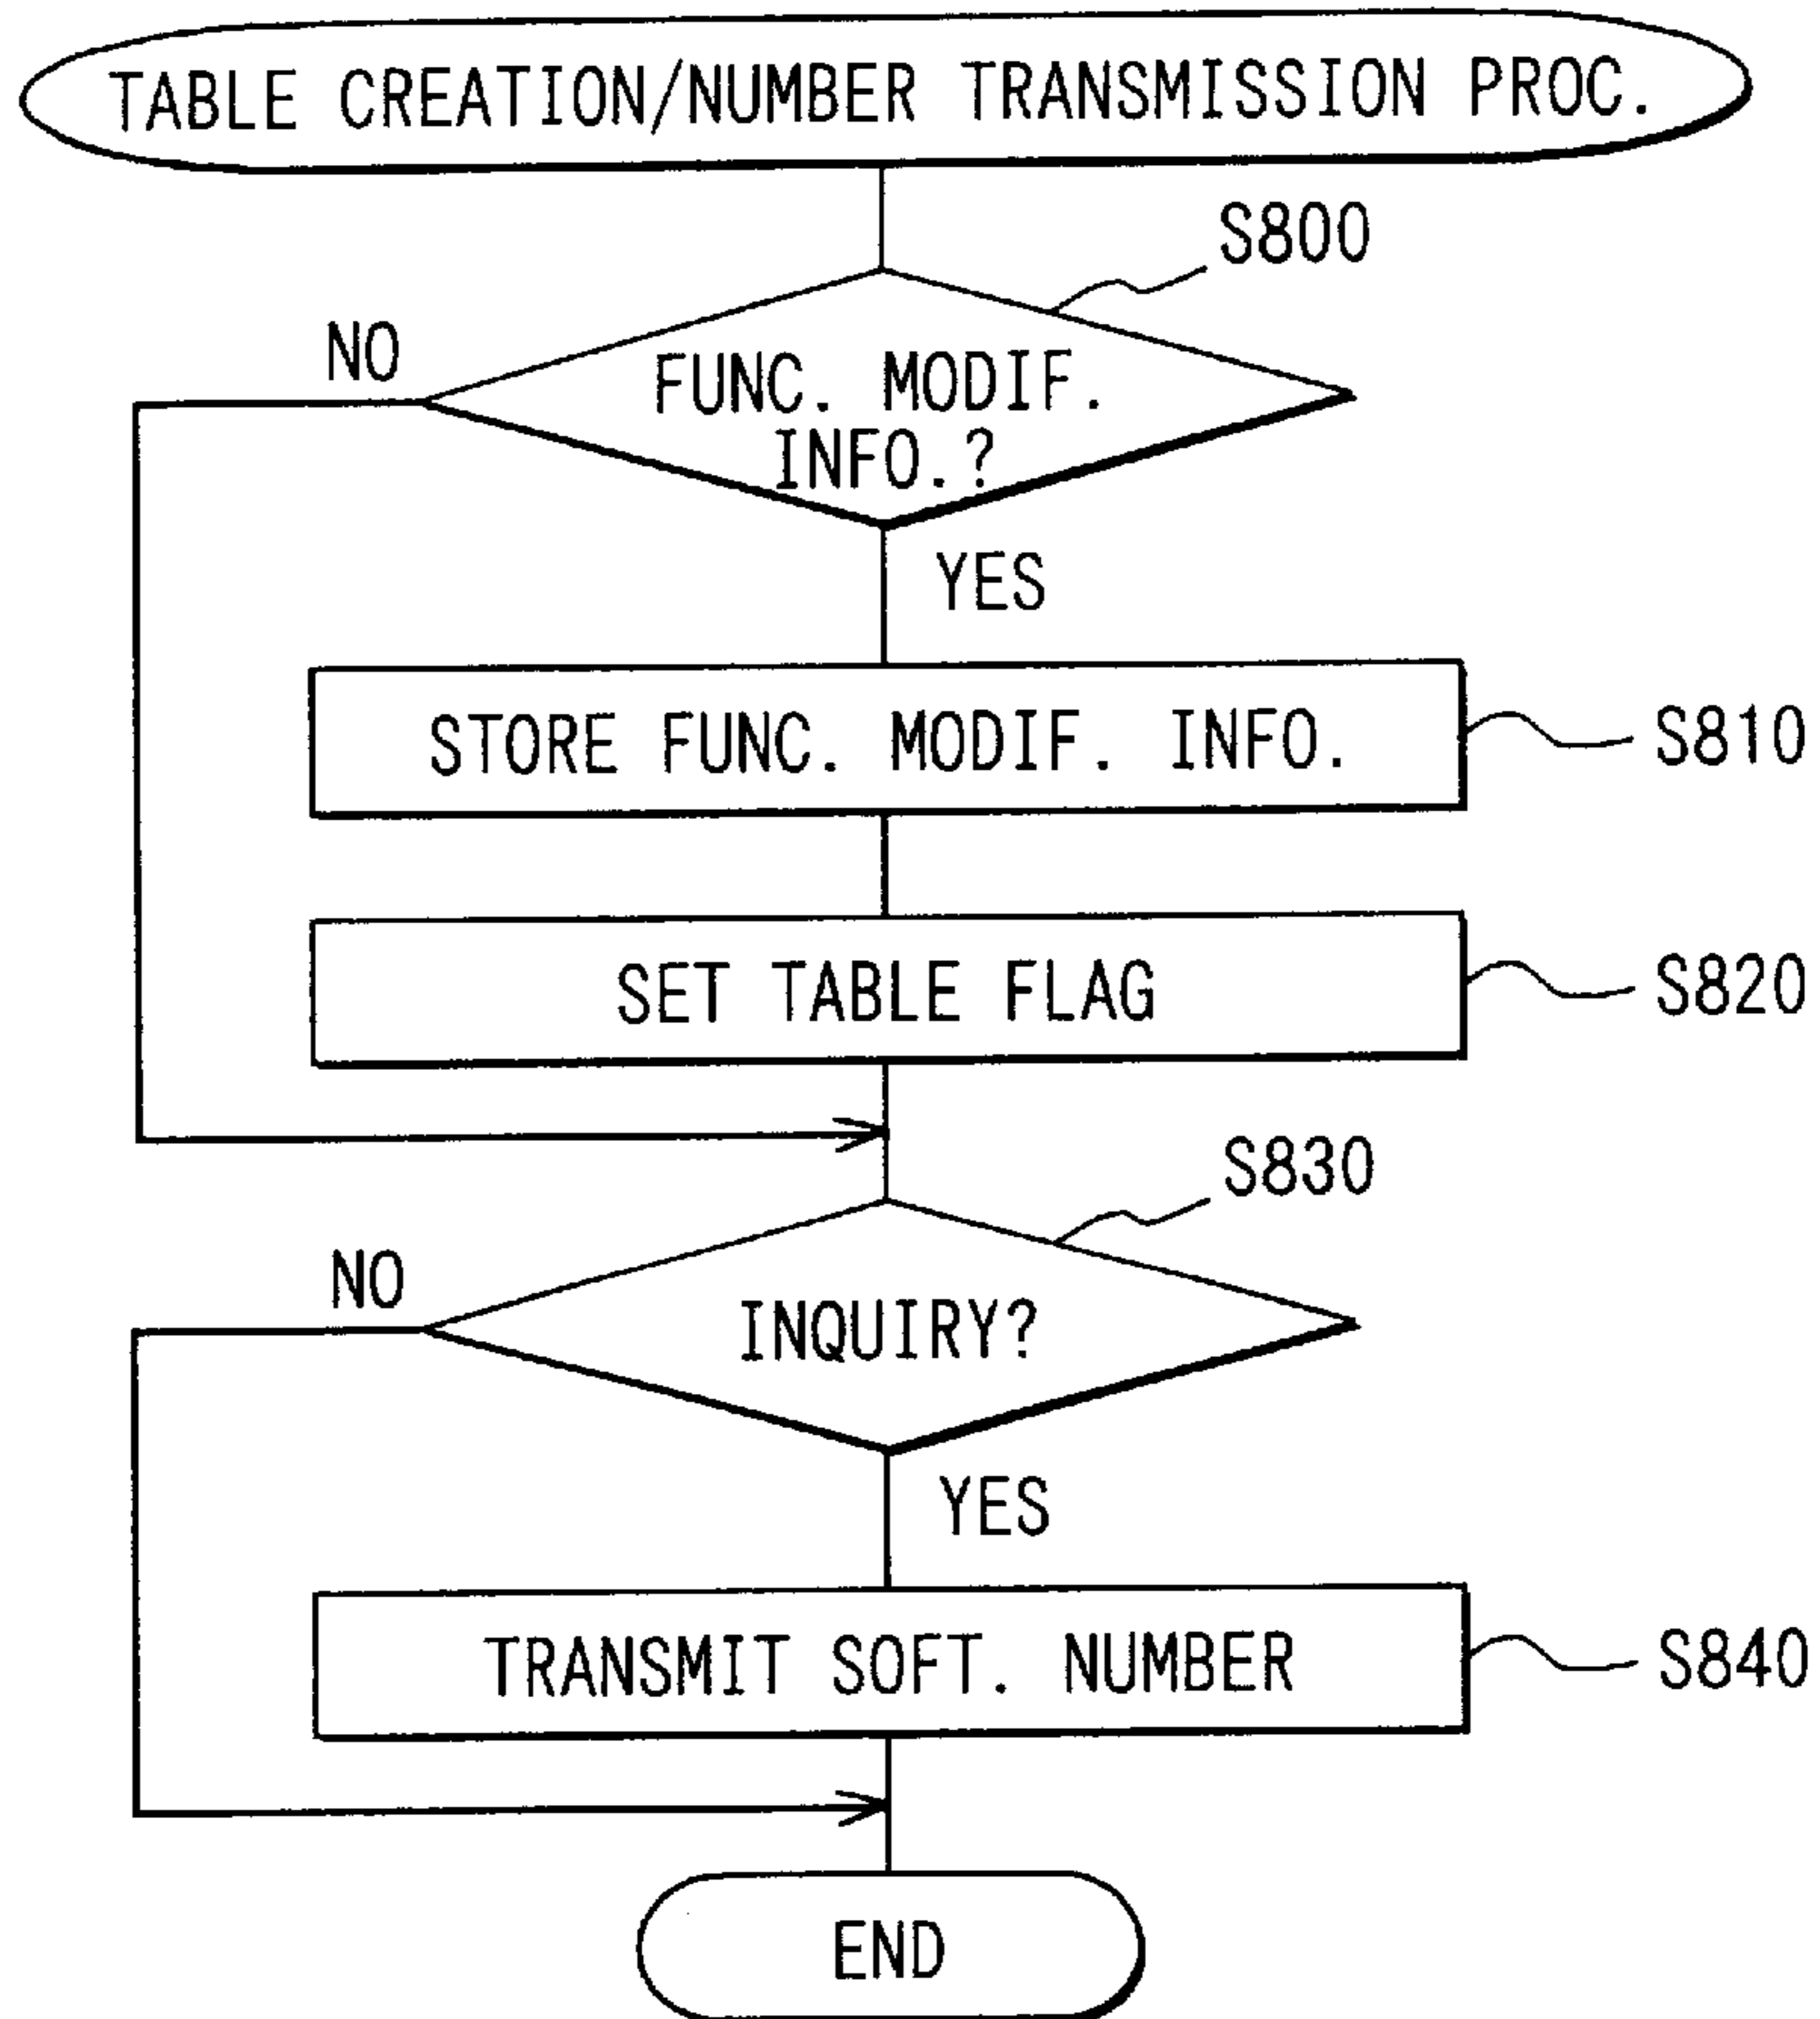 TABLE CREATION/NUMBER TRANSMISSION PROC.
S800
NO
FUNC. MODIF.
INFO.?
YES
STORE FUNC. MODIF. INFO.
S810
SET TABLE FLAG
S820
S830
NO
INQUIRY?
YES
TRANSMIT SOFT. NUMBER
S840
END